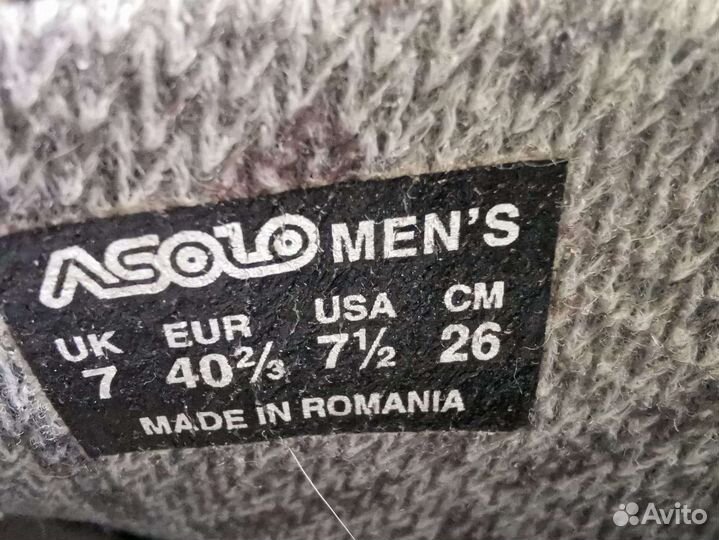 ASOLO MEN'S
UK EUR USA CM
7 40⅔ 7½ 26
MADE IN ROMANIA
Avito